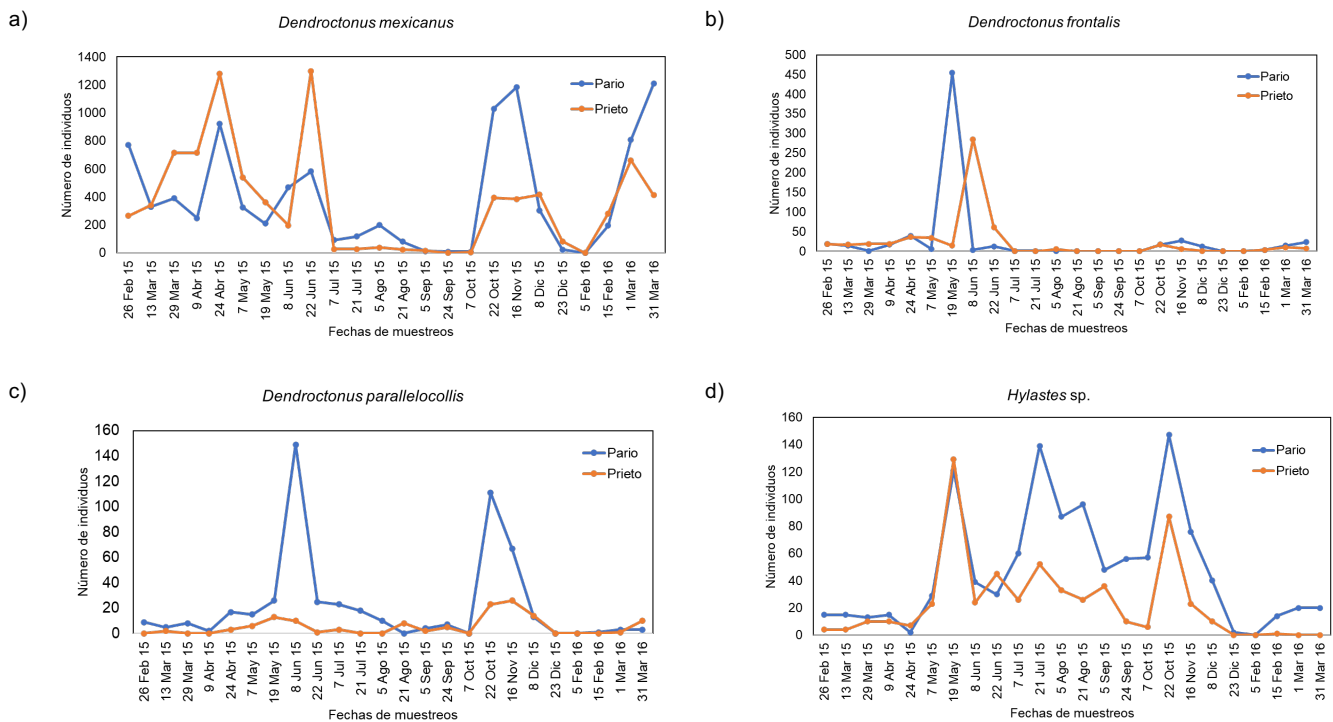 a)
Dendroctonus mexicanus
Número de individuos
1400
1200
1000
800
600
400
200
0
Pario
Prieto
26 Feb 15
13 Mar 15
29 Mar 15
9 Abr 15
24 Abr 15
7 May 15
19 May 15
8 Jun 15
22 Jun 15
7 Jul 15
21 Jul 15
5 Ago 15
21 Ago 15
5 Sep 15
24 Sep 15
7 Oct 15
22 Oct 15
16 Nov 15
8 Dic 15
23 Dic 15
5 Feb 16
15 Feb 16
1 Mar 16
31 Mar 16
Fechas de muestreos
b)
Dendroctonus frontalis
Número de individuos
500
450
400
350
300
250
200
150
100
50
0
Pario
Prieto
26 Feb 15
13 Mar 15
29 Mar 15
9 Abr 15
24 Abr 15
7 May 15
19 May 15
8 Jun 15
22 Jun 15
7 Jul 15
21 Jul 15
5 Ago 15
21 Ago 15
5 Sep 15
24 Sep 15
7 Oct 15
22 Oct 15
16 Nov 15
8 Dic 15
23 Dic 15
5 Feb 16
15 Feb 16
1 Mar 16
31 Mar 16
Fechas de muestreos
c)
Dendroctonus parallelocollis
Número de individuos
160
140
120
100
80
60
40
20
0
Pario
Prieto
26 Feb 15
13 Mar 15
29 Mar 15
9 Abr 15
24 Abr 15
7 May 15
19 May 15
8 Jun 15
22 Jun 15
7 Jul 15
21 Jul 15
5 Ago 15
21 Ago 15
5 Sep 15
24 Sep 15
7 Oct 15
22 Oct 15
16 Nov 15
8 Dic 15
23 Dic 15
5 Feb 16
15 Feb 16
1 Mar 16
31 Mar 16
Fechas de muestreos
d)
Hylastes sp.
Número de individuos
160
140
120
100
80
60
40
20
0
Pario
Prieto
26 Feb 15
13 Mar 15
29 Mar 15
9 Abr 15
24 Abr 15
7 May 15
19 May 15
8 Jun 15
22 Jun 15
7 Jul 15
21 Jul 15
5 Ago 15
21 Ago 15
5 Sep 15
24 Sep 15
7 Oct 15
22 Oct 15
16 Nov 15
8 Dic 15
23 Dic 15
5 Feb 16
15 Feb 16
1 Mar 16
31 Mar 16
Fechas de muestreos